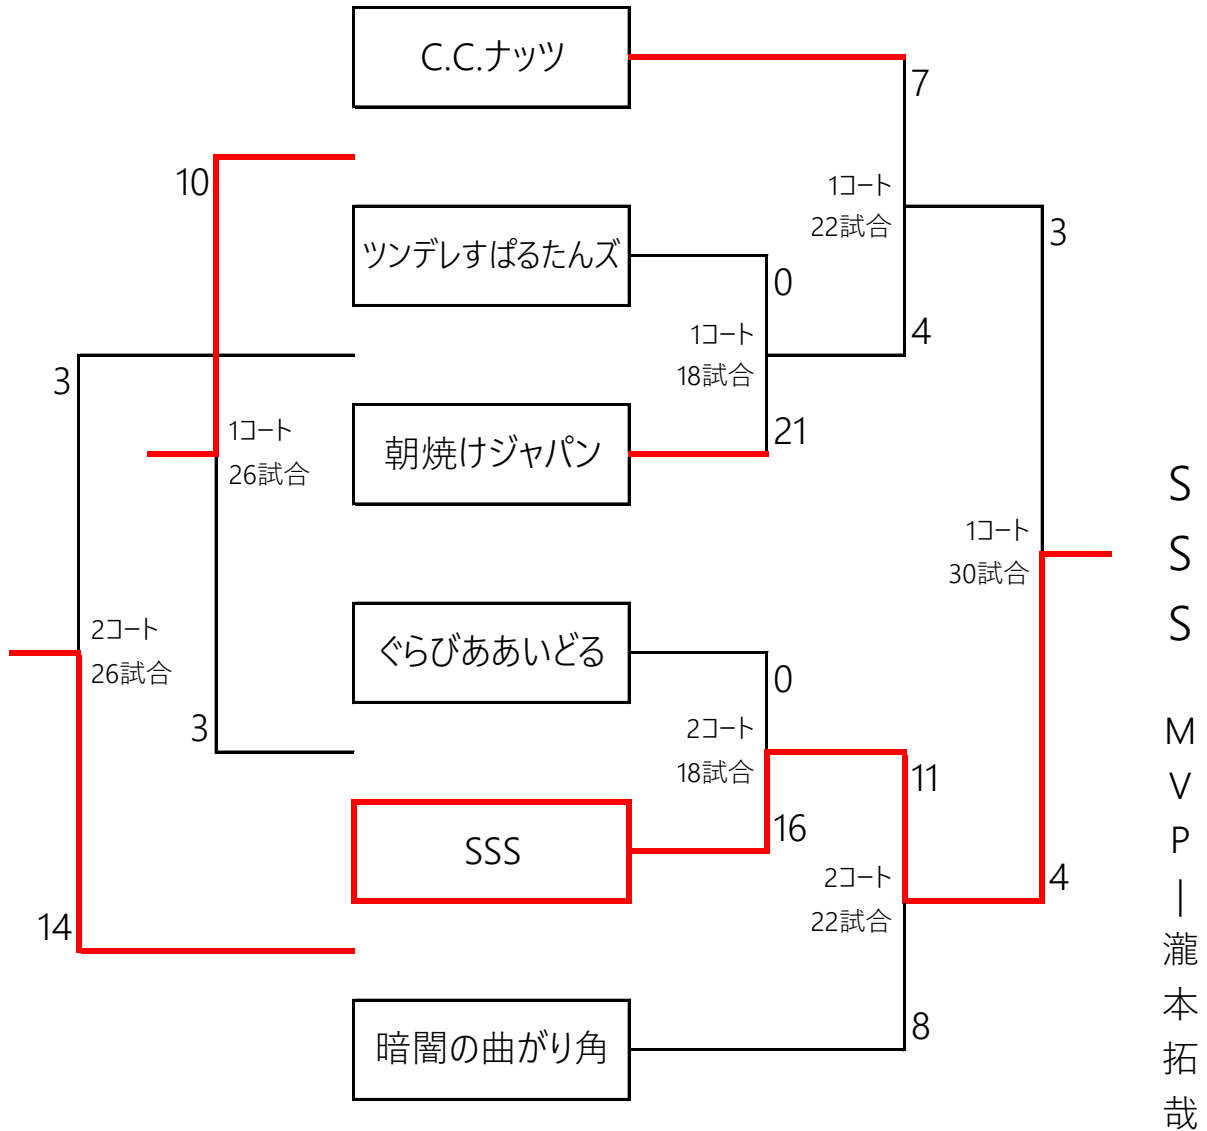 C.C.ナッツ
7
10
1コート
22試合
3
ツンデレすぱるたんズ
0
1コート
18試合
4
3
21
1コート
26試合
朝焼けジャパン
1コート
30試合
2コート
26試合
ぐらびああいどる
0
3
2コート
18試合
11
16
SSS
2コート
22試合
4
14
8
暗闇の曲がり角
SSS MVPー瀧本拓哉